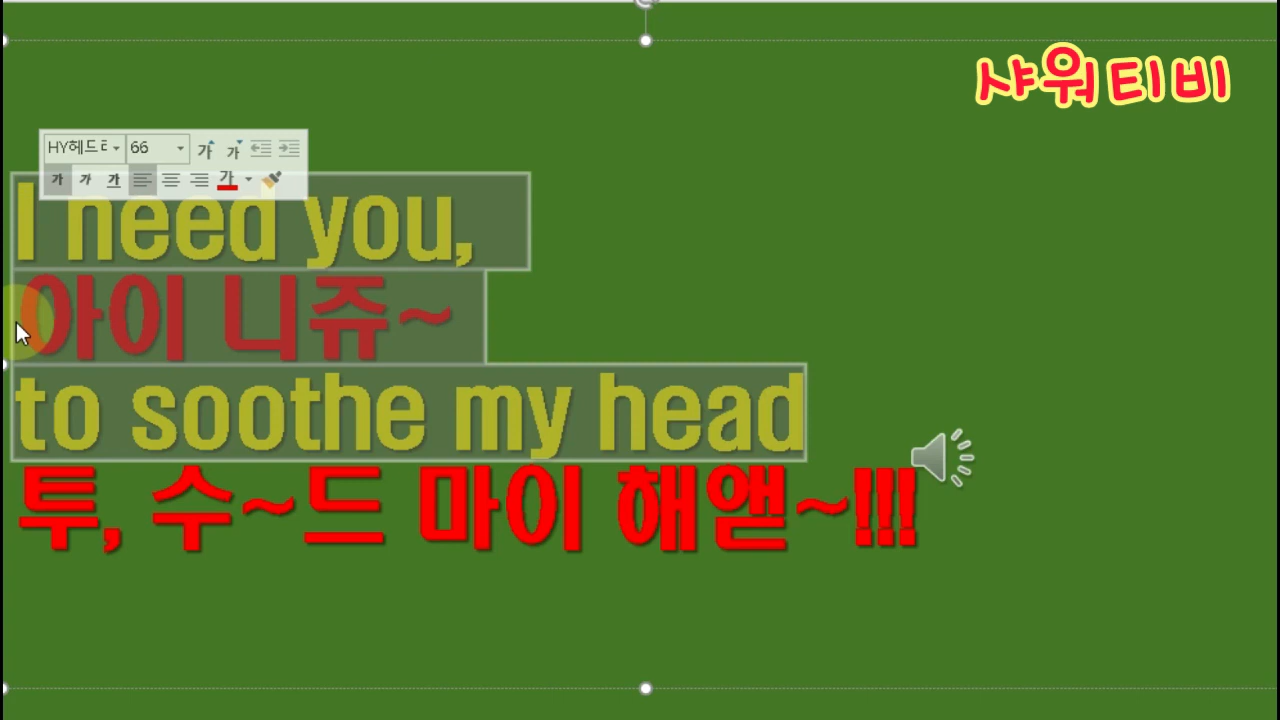 샤워티비
HY헤드 66 가 가
가 가 가 가
I need you,
아이 니쥬~
to soothe my head
투, 수~드 마이 해앧~!!!